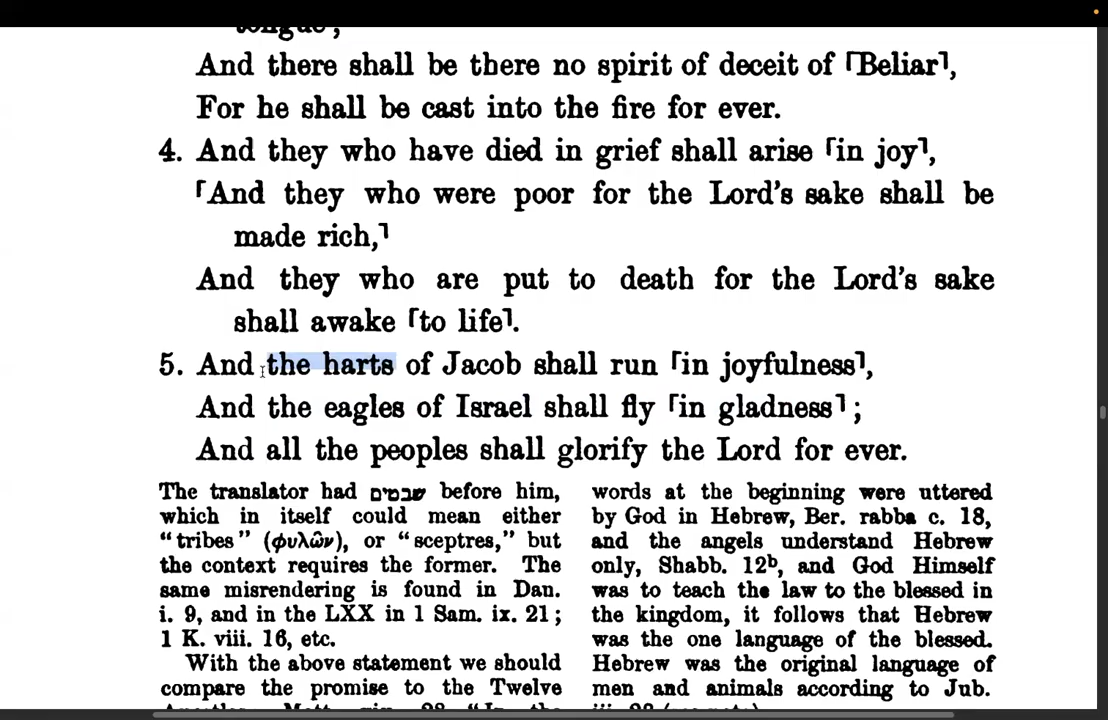 tongue ;
And there shall be there no spirit of deceit of ⌈Beliar⌉,
For he shall be cast into the fire for ever.
4. And they who have died in grief shall arise ⌈in joy⌉,
⌈And they who were poor for the Lord's sake shall be
made rich,⌉
And they who are put to death for the Lord's sake
shall awake ⌈to life⌉.
5. And the harts of Jacob shall run ⌈in joyfulness⌉,
And the eagles of Israel shall fly ⌈in gladness⌉ ;
And all the peoples shall glorify the Lord for ever.
The translator had שבטים before him,
which in itself could mean either
"tribes" (φυλῶν), or "sceptres," but
the context requires the former. The
same misrendering is found in Dan.
i. 9, and in the LXX in 1 Sam. ix. 21 ;
1 K. viii. 16, etc.
With the above statement we should
compare the promise to the Twelve
words at the beginning were uttered
by God in Hebrew, Ber. rabba c. 18,
and the angels understand Hebrew
only, Shabb. 12b, and God Himself
was to teach the law to the blessed in
the kingdom, it follows that Hebrew
was the one language of the blessed.
Hebrew was the original language of
men and animals according to Jub.